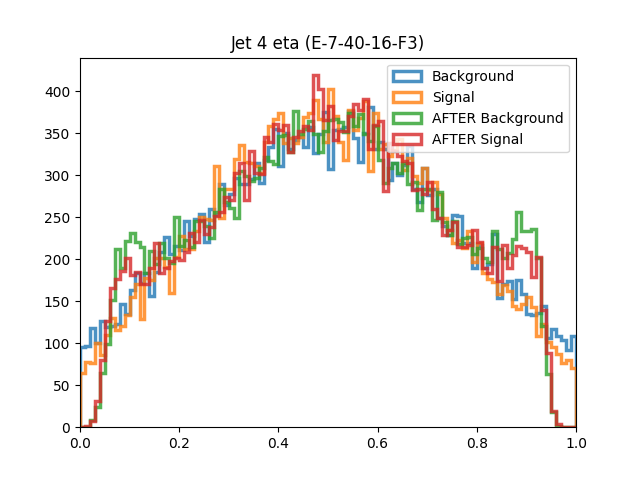 Jet 4 eta (E-7-40-16-F3)
Background
Signal
AFTER Background
AFTER Signal
400
350
300
250
200
150
100
50
0
0.0 0.2 0.4 0.6 0.8 1.0